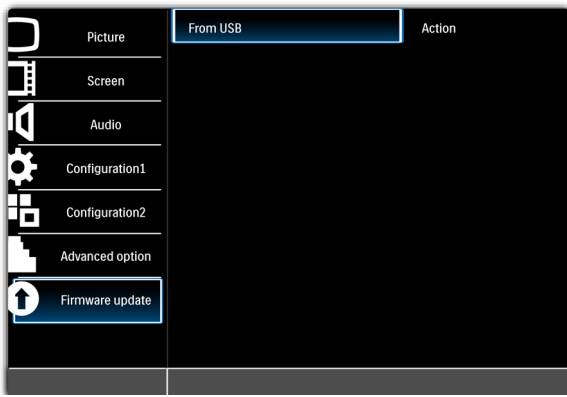 Picture
From USB
Action
Screen
Audio
Configuration1
Configuration2
Advanced option
Firmware update